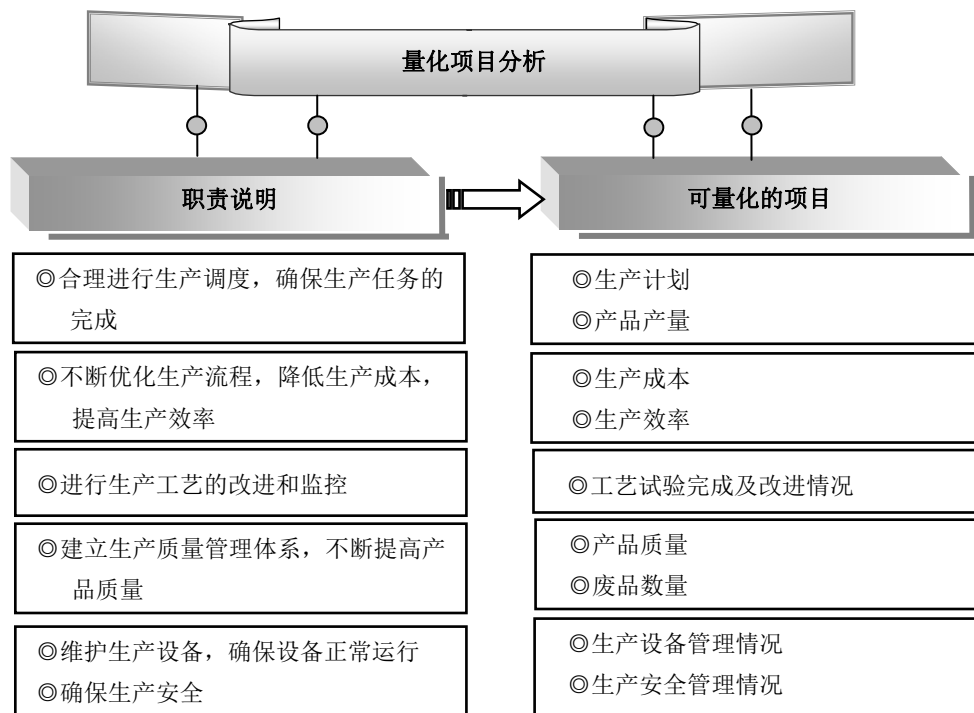 量化项目分析
职责说明
可量化的项目
◎合理进行生产调度，确保生产任务的
完成
◎生产计划
◎产品产量
◎不断优化生产流程，降低生产成本，
提高生产效率
◎生产成本
◎生产效率
◎进行生产工艺的改进和监控
◎工艺试验完成及改进情况
◎建立生产质量管理体系，不断提高产
品质量
◎产品质量
◎废品数量
◎维护生产设备，确保设备正常运行
◎确保生产安全
◎生产设备管理情况
◎生产安全管理情况